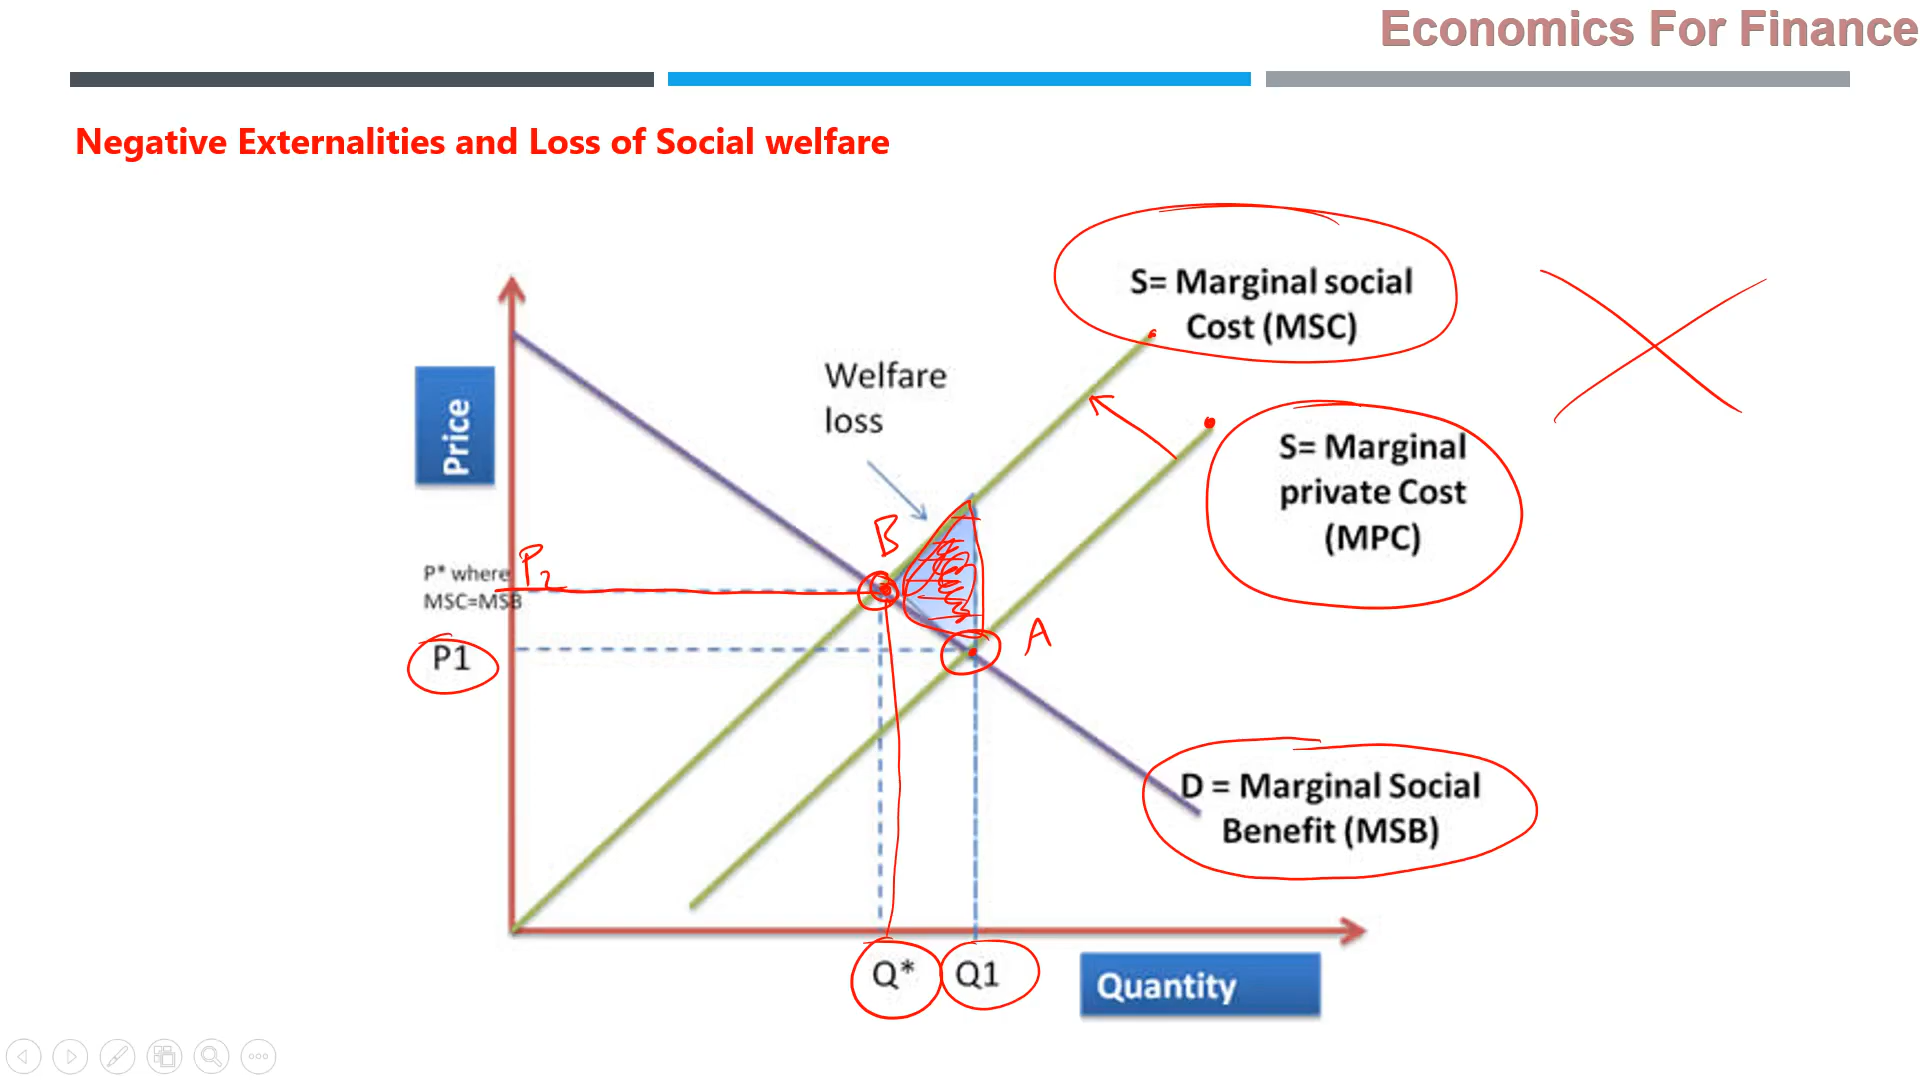 Economics For Finance
Negative Externalities and Loss of Social welfare
S= Marginal social
Cost (MSC)
Welfare
loss
Price
S= Marginal
private Cost
(MPC)
B
P2
P* where
MSC=MSB
A
P1
D = Marginal Social
Benefit (MSB)
Q*
Q1
Quantity